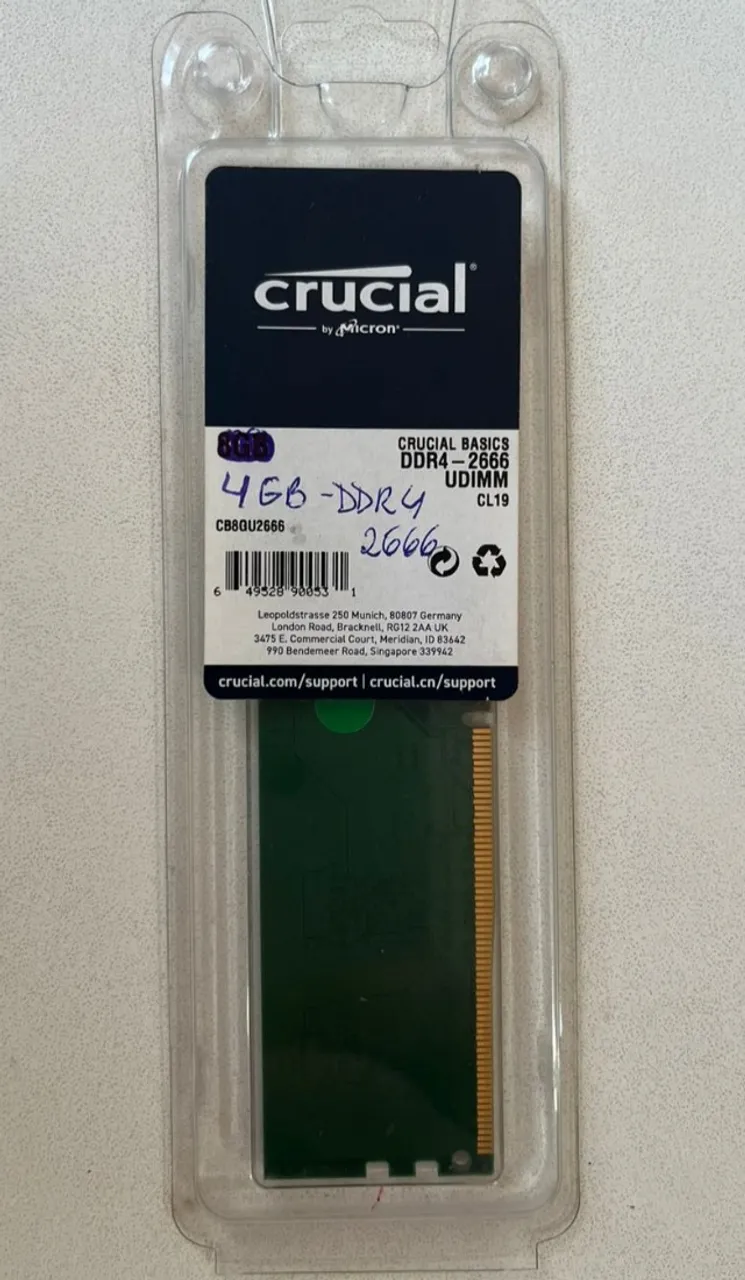 crucial®
by Micron®
8GB
CRUCIAL BASICS
DDR4-2666
UDIMM
CL19
4GB-DDR4
2666
CB8GU2666
6 49528 90053 1
Leopoldstrasse 250 Munich, 80807 Germany
London Road, Bracknell, RG12 2AA UK
3475 E. Commercial Court, Meridian, ID 83642
990 Bendemeer Road, Singapore 339942
crucial.com/support | crucial.cn/support